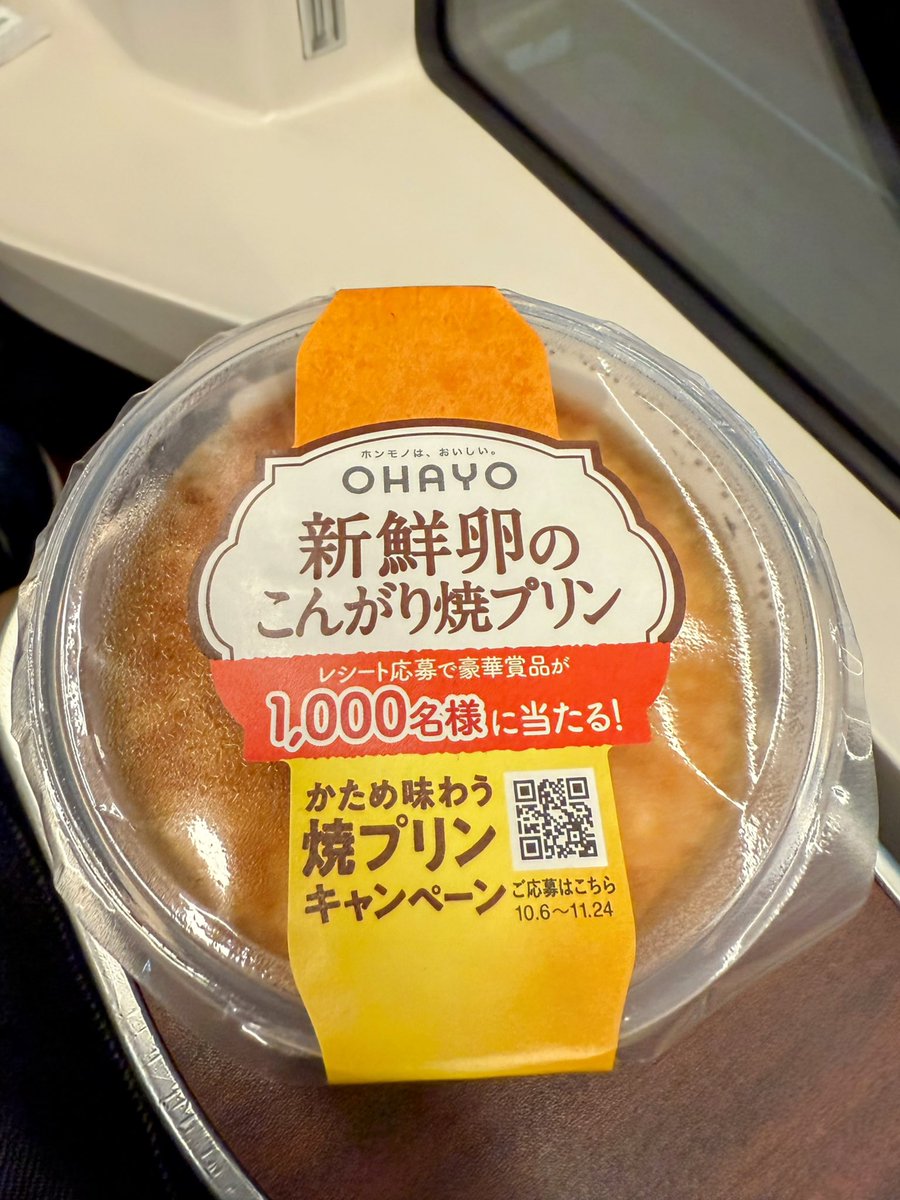 ホンモノは、おいしい。
OHAYO
新鮮卵の
こんがり焼プリン
レシート応募で豪華賞品が
1,000名様に当たる!
かため味わう
焼プリン
キャンペーン
ご応募はこちら
10.6〜11.24